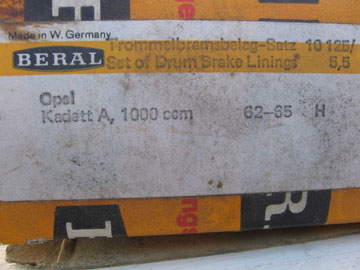 Made in W. Germany
BERAL
Trommelbremsbelag-Satz 10 125/
Set of Drum Brake Linings 5,5
Opel
Kadett A, 1000 ccm 62-65 H